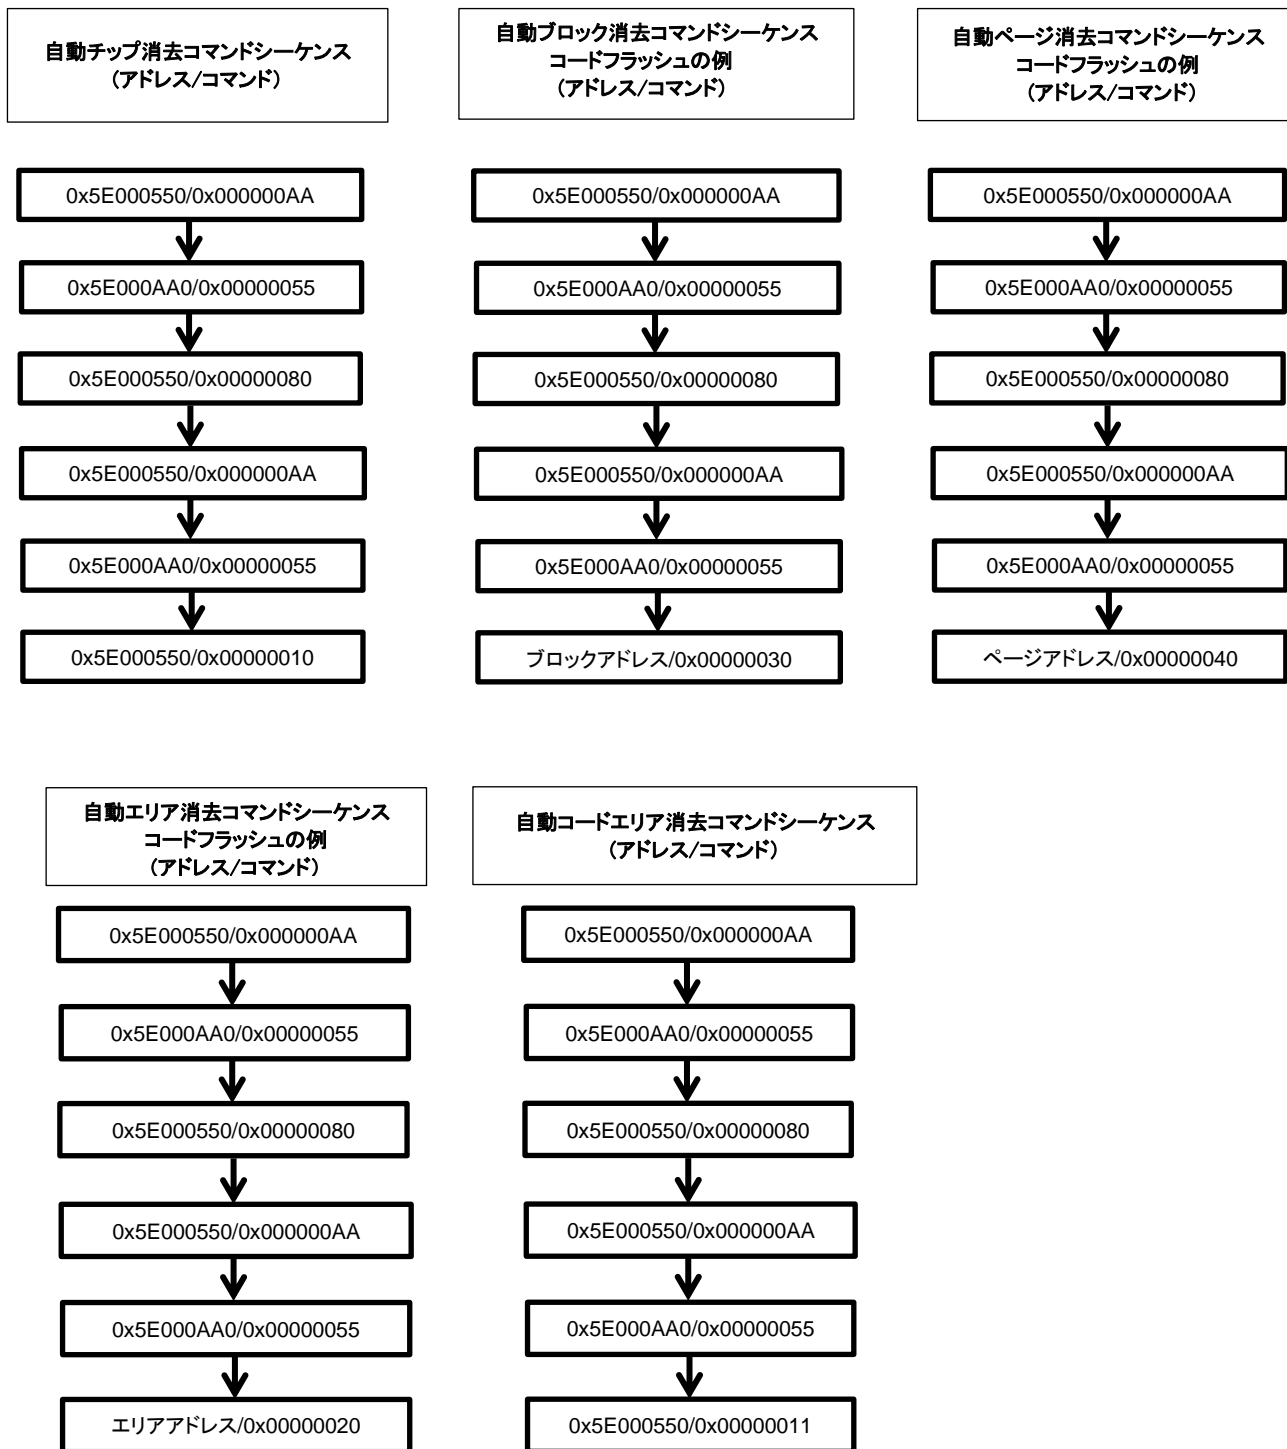 自動チップ消去コマンドシーケンス
(アドレス/コマンド)
0x5E000550/0x000000AA
0x5E000AA0/0x00000055
0x5E000550/0x00000080
0x5E000550/0x000000AA
0x5E000AA0/0x00000055
0x5E000550/0x00000010
自動ブロック消去コマンドシーケンス
コードフラッシュの例
(アドレス/コマンド)
0x5E000550/0x000000AA
0x5E000AA0/0x00000055
0x5E000550/0x00000080
0x5E000550/0x000000AA
0x5E000AA0/0x00000055
ブロックアドレス/0x00000030
自動ページ消去コマンドシーケンス
コードフラッシュの例
(アドレス/コマンド)
0x5E000550/0x000000AA
0x5E000AA0/0x00000055
0x5E000550/0x00000080
0x5E000550/0x000000AA
0x5E000AA0/0x00000055
ページアドレス/0x00000040
自動エリア消去コマンドシーケンス
コードフラッシュの例
(アドレス/コマンド)
0x5E000550/0x000000AA
0x5E000AA0/0x00000055
0x5E000550/0x00000080
0x5E000550/0x000000AA
0x5E000AA0/0x00000055
エリアアドレス/0x00000020
自動コードエリア消去コマンドシーケンス
(アドレス/コマンド)
0x5E000550/0x000000AA
0x5E000AA0/0x00000055
0x5E000550/0x00000080
0x5E000550/0x000000AA
0x5E000AA0/0x00000055
0x5E000550/0x00000011